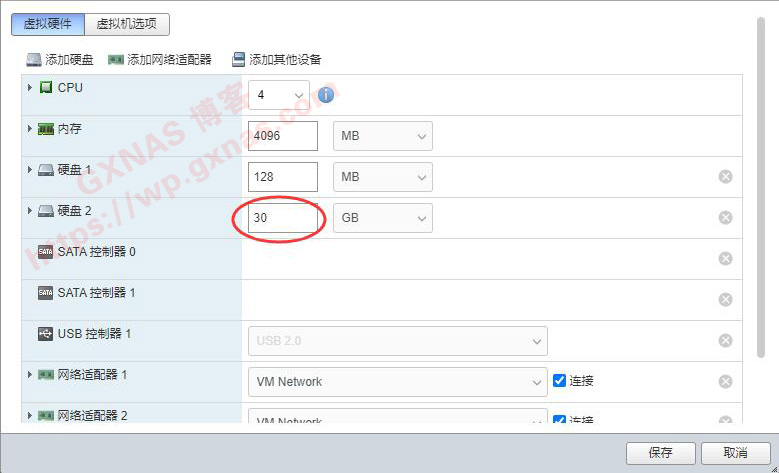 虚拟硬件 虚拟机选项
添加硬盘 添加网络适配器 添加其他设备
CPU 4
内存 4096 MB
硬盘 1 128 MB
硬盘 2 30 GB
SATA SATA 控制器 0
SATA SATA 控制器 1
USB 控制器 1 USB 2.0
网络适配器 1 VM Network 连接
网络适配器 2 VM Network 连接
保存 取消
GXNAS 博客
https://wp.gxnas.com